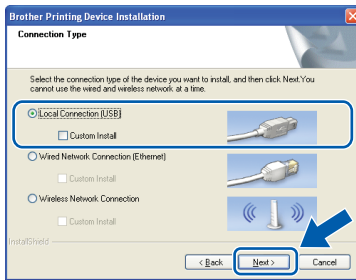 Brother Printing Device Installation
Connection Type
Select the connection type of the device you want to install, and then click Next.You
cannot use the wired and wireless network at a time.
Local Connection (USB)
Custom Install
Wired Network Connection (Ethernet)
Custom Install
Wireless Network Connection
Custom Install
InstallShield
< Back
Next >
Cancel